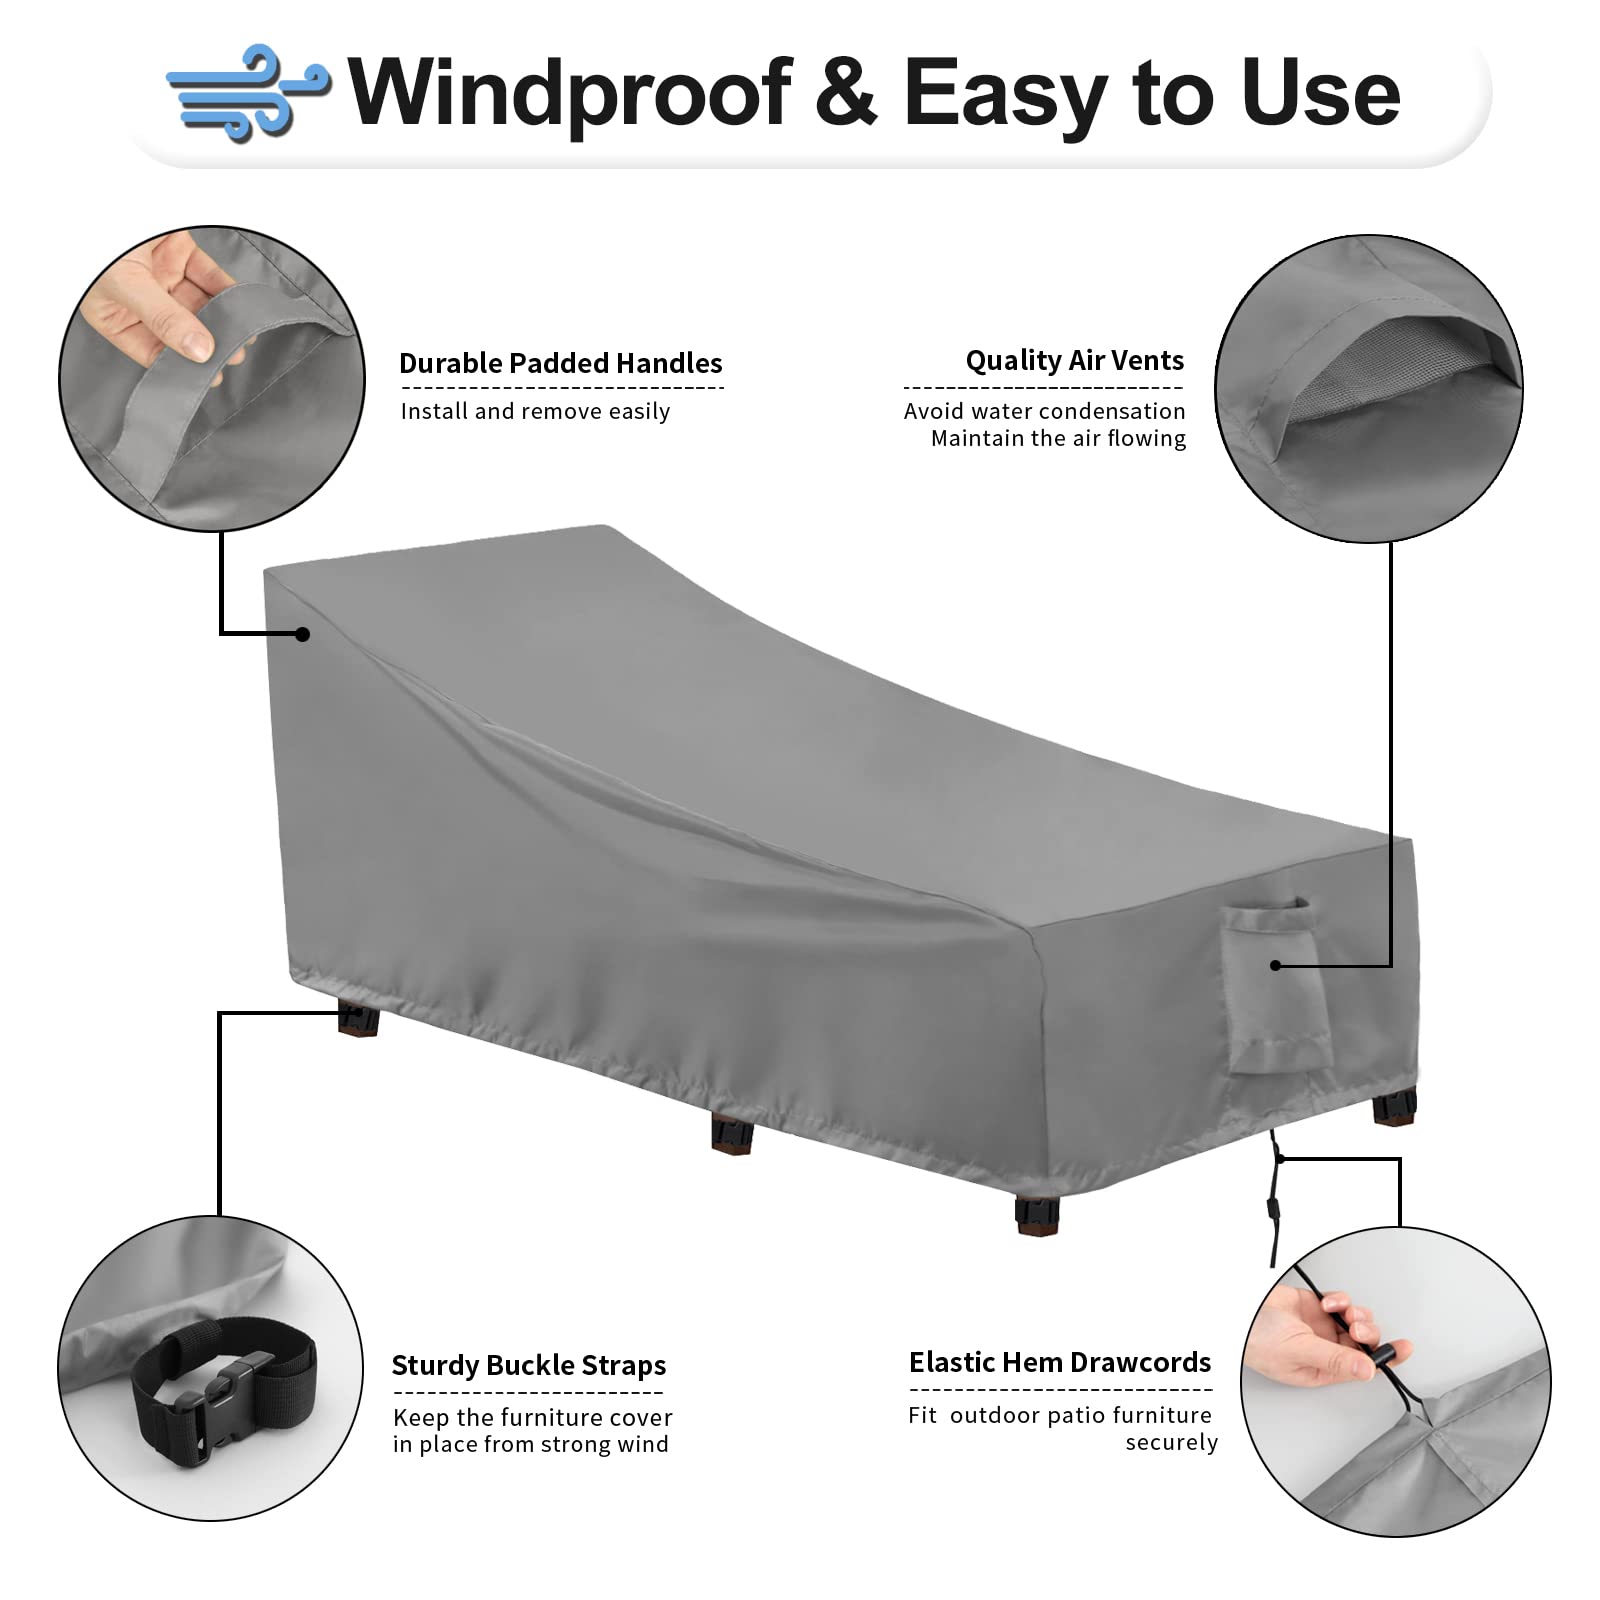 Windproof & Easy to Use
Durable Padded Handles
Install and remove easily
Quality Air Vents
Avoid water condensation
Maintain the air flowing
Sturdy Buckle Straps
Keep the furniture cover
in place from strong wind
Elastic Hem Drawcords
Fit outdoor patio furniture
securely